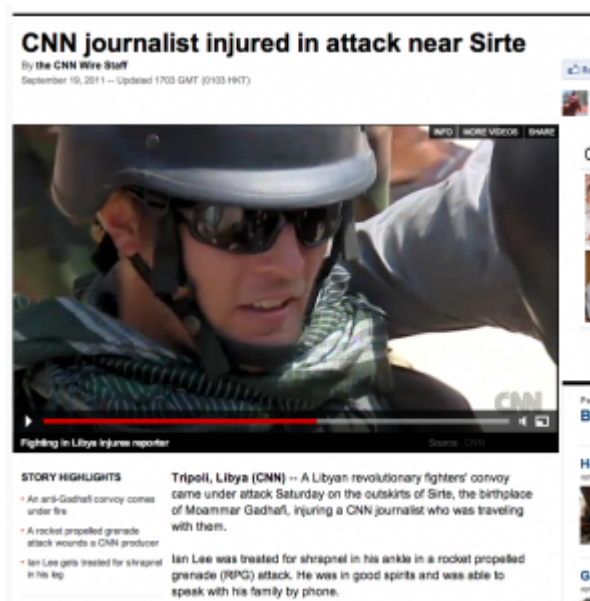 CNN journalist injured in attack near Sirte
By the CNN Wire Staff
September 19, 2011 -- Updated 1703 GMT (0103 HKT)
INFO MORE VIDEOS SHARE
CNN
Fighting in Libya injures reporter
Source: CNN
STORY HIGHLIGHTS
• An anti-Gadhafi convoy comes
under fire
• A rocket propelled grenade
attack wounds a CNN producer
• Ian Lee gets treated for shrapnel
in his leg
Tripoli, Libya (CNN) -- A Libyan revolutionary fighters' convoy
came under attack Saturday on the outskirts of Sirte, the birthplace
of Moammar Gadhafi, injuring a CNN journalist who was traveling
with them.
Ian Lee was treated for shrapnel in his ankle in a rocket propelled
grenade (RPG) attack. He was in good spirits and was able to
speak with his family by phone.